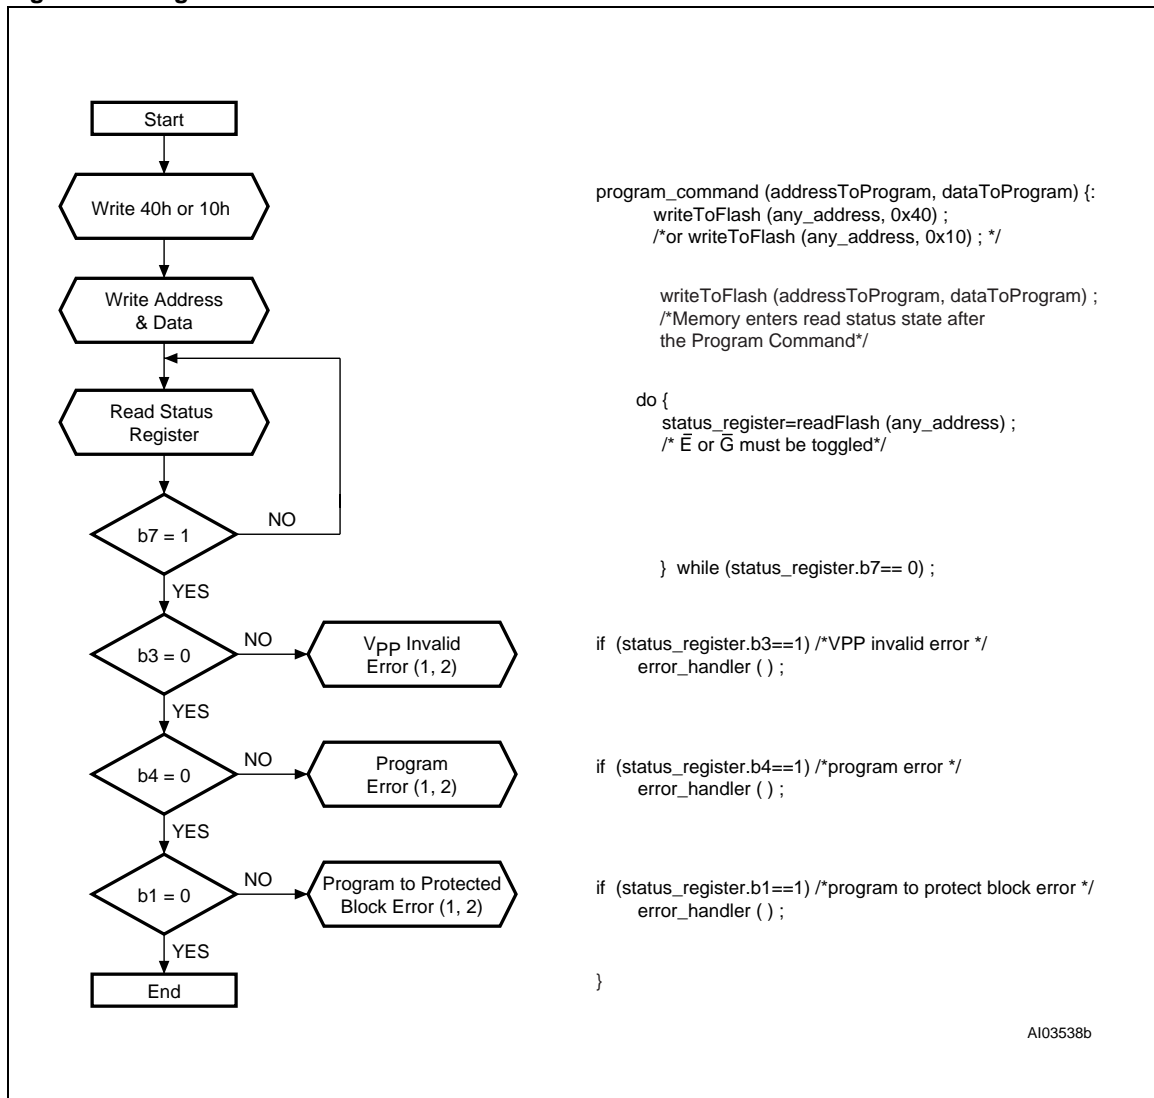 Start
Write 40h or 10h
Write Address
& Data
Read Status
Register
b7 = 1
NO
YES
b3 = 0
NO
VPP Invalid
Error (1, 2)
YES
b4 = 0
NO
Program
Error (1, 2)
YES
b1 = 0
NO
Program to Protected
Block Error (1, 2)
YES
End
program_command (addressToProgram, dataToProgram) {:
writeToFlash (any_address, 0x40) ;
/*or writeToFlash (any_address, 0x10) ; */
writeToFlash (addressToProgram, dataToProgram) ;
/*Memory enters read status state after
the Program Command*/
do {
status_register=readFlash (any_address) ;
/* E̅ or G̅ must be toggled*/
} while (status_register.b7== 0) ;
if (status_register.b3==1) /*VPP invalid error */
error_handler ( ) ;
if (status_register.b4==1) /*program error */
error_handler ( ) ;
if (status_register.b1==1) /*program to protect block error */
error_handler ( ) ;
}
AI03538b